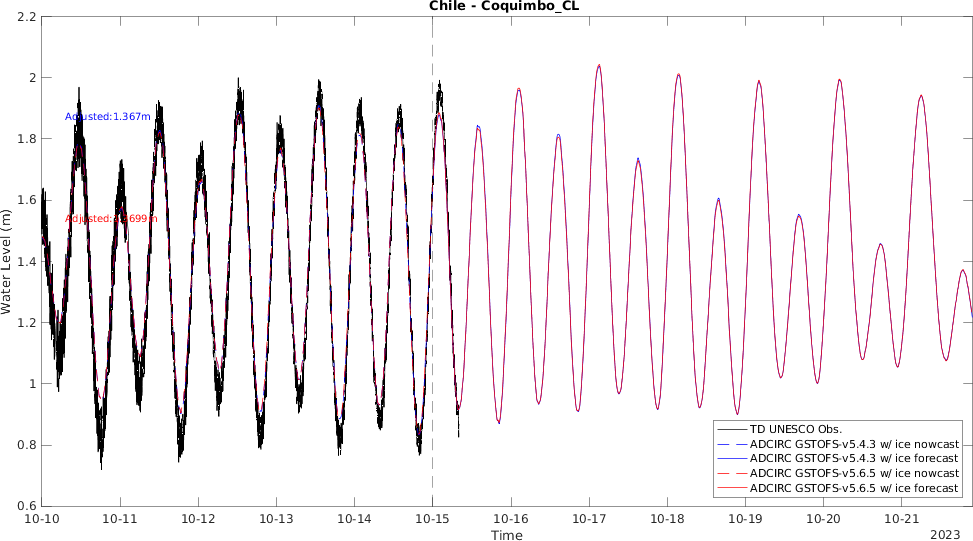 Chile - Coquimbo_CL
2.2
2
1.8
1.6
1.4
1.2
1
0.8
0.6
Water Level (m)
Adjusted:1.367m
TD UNESCO Obs.
ADCIRC GSTOFS-v5.4.3 w/ ice nowcast
ADCIRC GSTOFS-v5.4.3 w/ ice forecast
ADCIRC GSTOFS-v5.6.5 w/ ice nowcast
ADCIRC GSTOFS-v5.6.5 w/ ice forecast
10-10 10-11 10-12 10-13 10-14 10-15 10-16 10-17 10-18 10-19 10-20 10-21
Time
2023